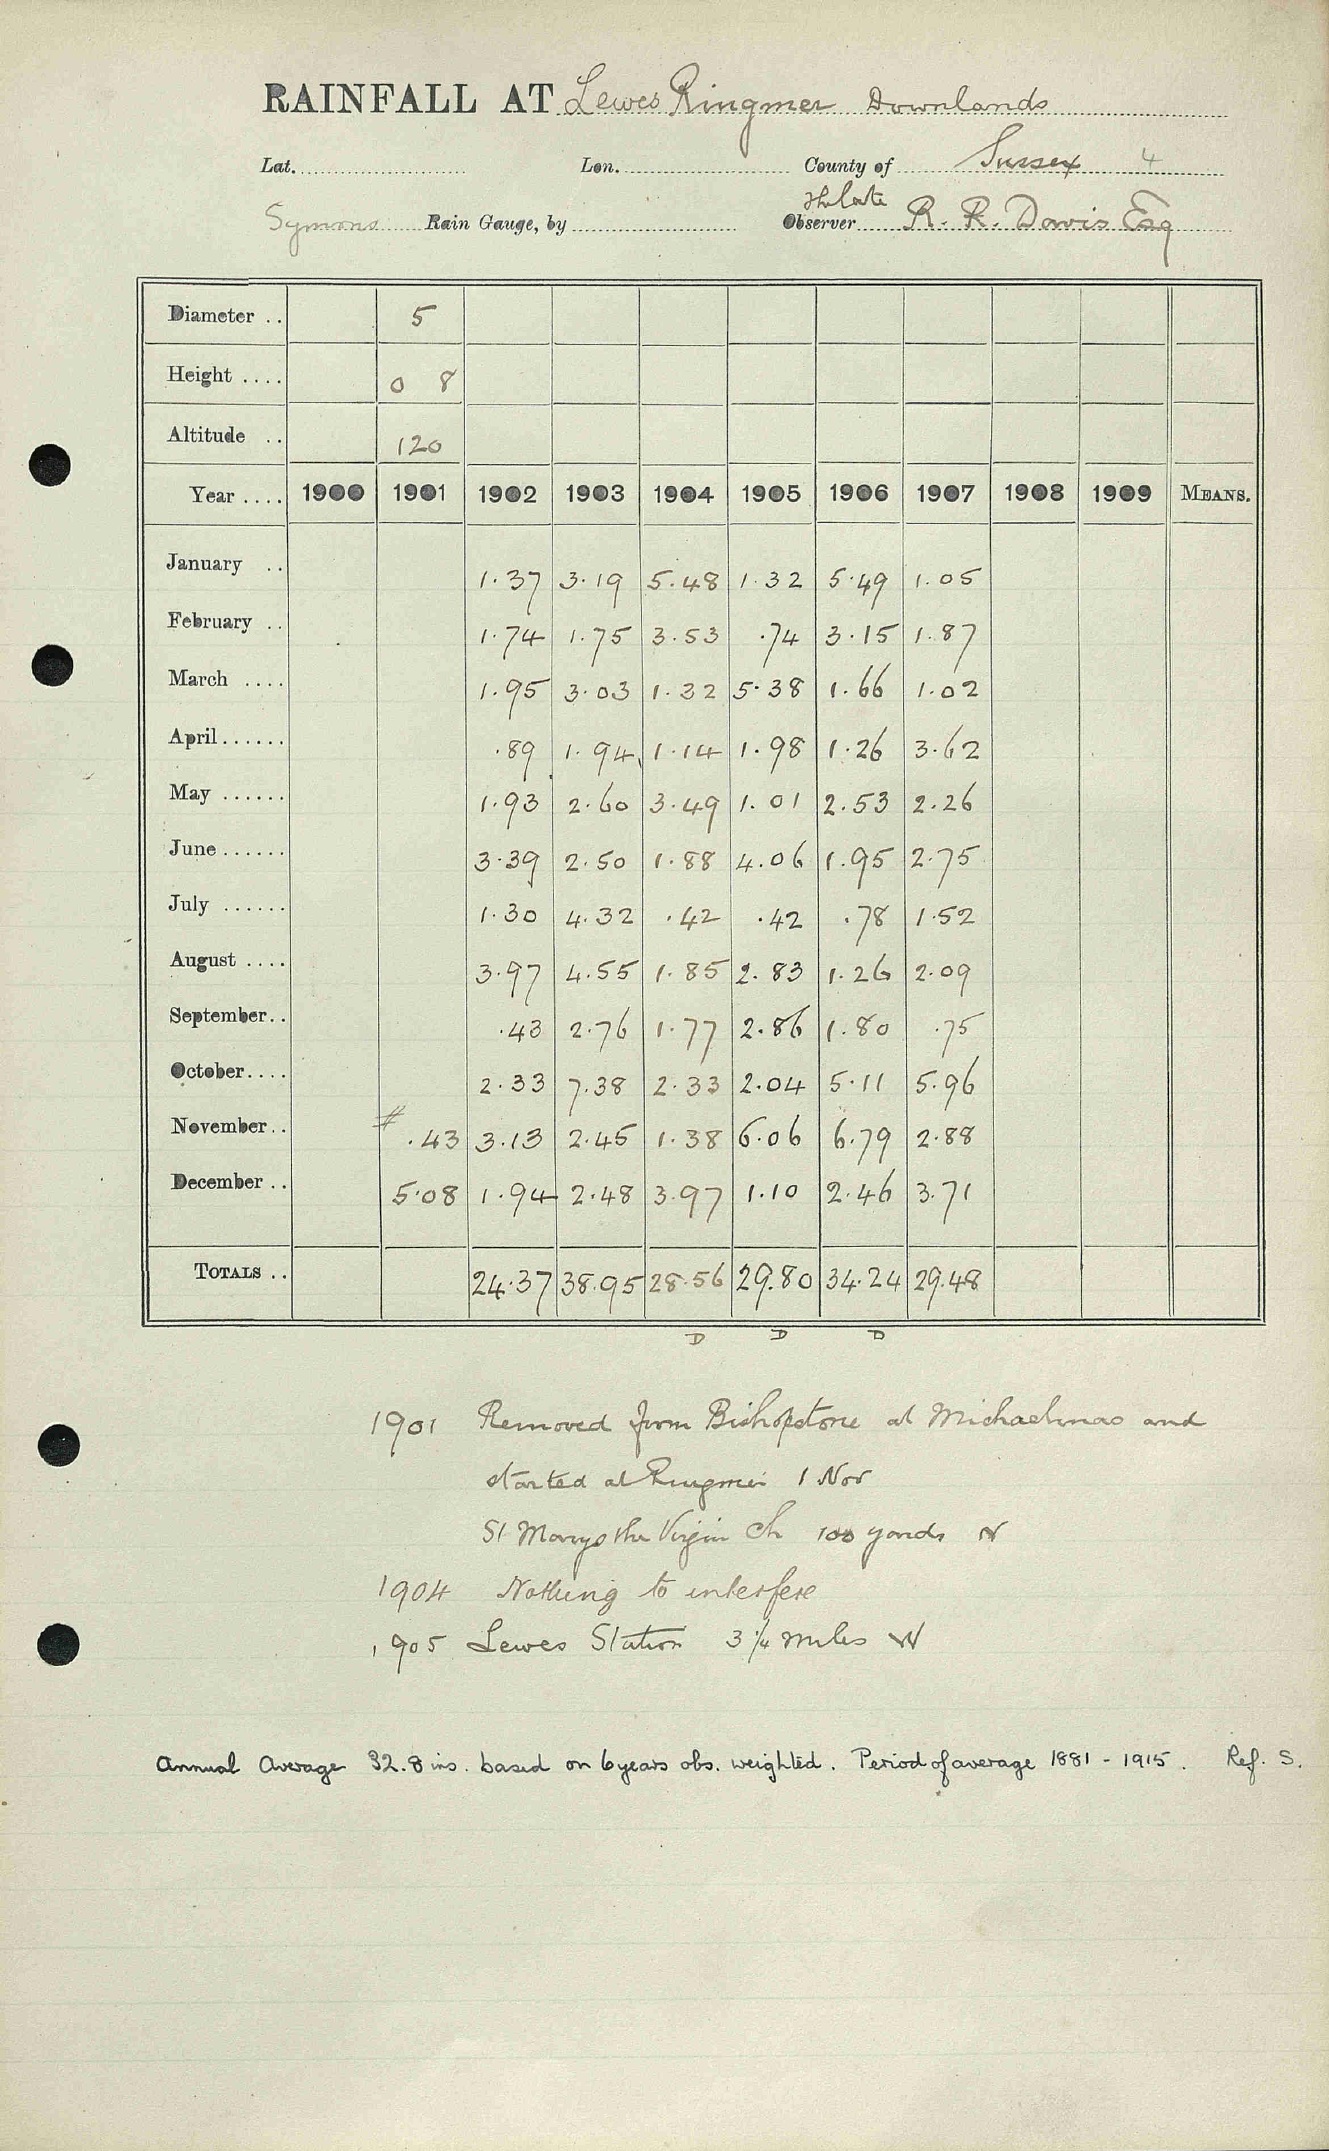 RAINFALL AT Lewes Ringmer Downlands
Lat. Lon. County of Sussex 4
the late
Symons Rain Gauge, by Observer R. R. Davis Esq
Diameter .. 5
Height .... 0 8
Altitude .. 120
Year .... 1900 1901 1902 1903 1904 1905 1906 1907 1908 1909 MEANS.
January .. 1.37 3.19 5.48 1.32 5.49 1.05
February .. 1.74 1.75 3.53 .74 3.15 1.87
March .... 1.95 3.03 1.32 5.38 1.66 1.02
April ...... .89 1.94 1.14 1.98 1.26 3.62
May ...... 1.93 2.60 3.49 1.01 2.53 2.26
June ...... 3.39 2.50 1.88 4.06 1.95 2.75
July ...... 1.30 4.32 .42 .42 .78 1.52
August .... 3.97 4.55 1.85 2.83 1.26 2.09
September.. .43 2.76 1.77 2.86 1.80 .75
October.... 2.33 7.38 2.33 2.04 5.11 5.96
November.. # .43 3.13 2.45 1.38 6.06 6.79 2.88
December .. 5.08 1.94 2.48 3.97 1.10 2.46 3.71
TOTALS .. 24.37 38.95 28.56 29.80 34.24 29.48
D D D
1901 Removed from Bishopstone at Michaelmas and
started at Ringmer 1 Nov
St Marys the Virgin Ch 100 yards N
1904 Nothing to interfere
1905 Lewes Station 3 1/4 miles W
Annual Average 32.8 ins. based on 6 years obs. weighted. Period of average 1881 - 1915. Ref. S.